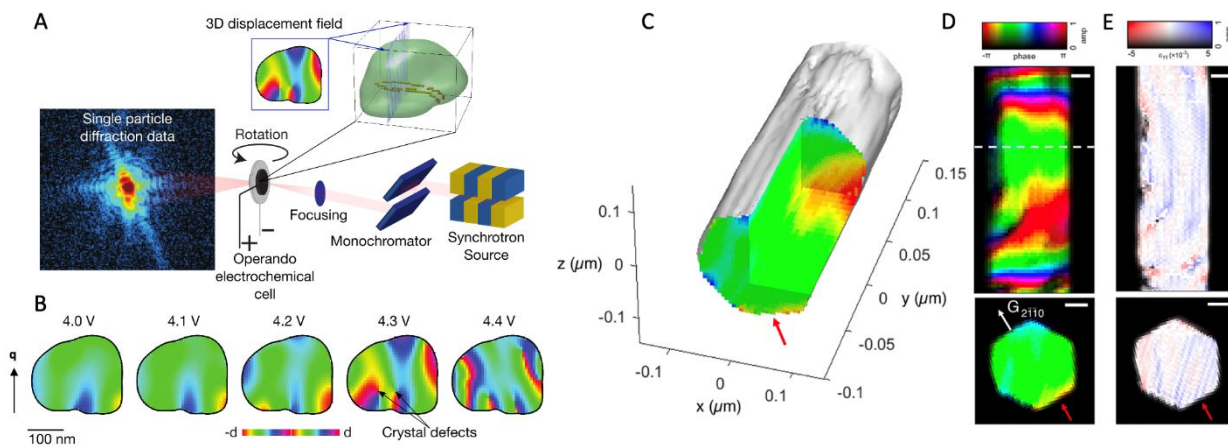 A
3D displacement field
Single particle
diffraction data
Rotation
Focusing
Monochromator
Synchrotron
Source
+
−
Operando
electrochemical
cell
B
4.0 V
4.1 V
4.2 V
4.3 V
4.4 V
q
-d
d
Crystal defects
100 nm
C
0.1
0
-0.1
z (µm)
-0.1
0
0.1
x (µm)
0.15
0.1
0.05
0
-0.05
-0.1
y (µm)
D
-π
phase
π
0
amp
1
G
2110
E
-5
5
0
1